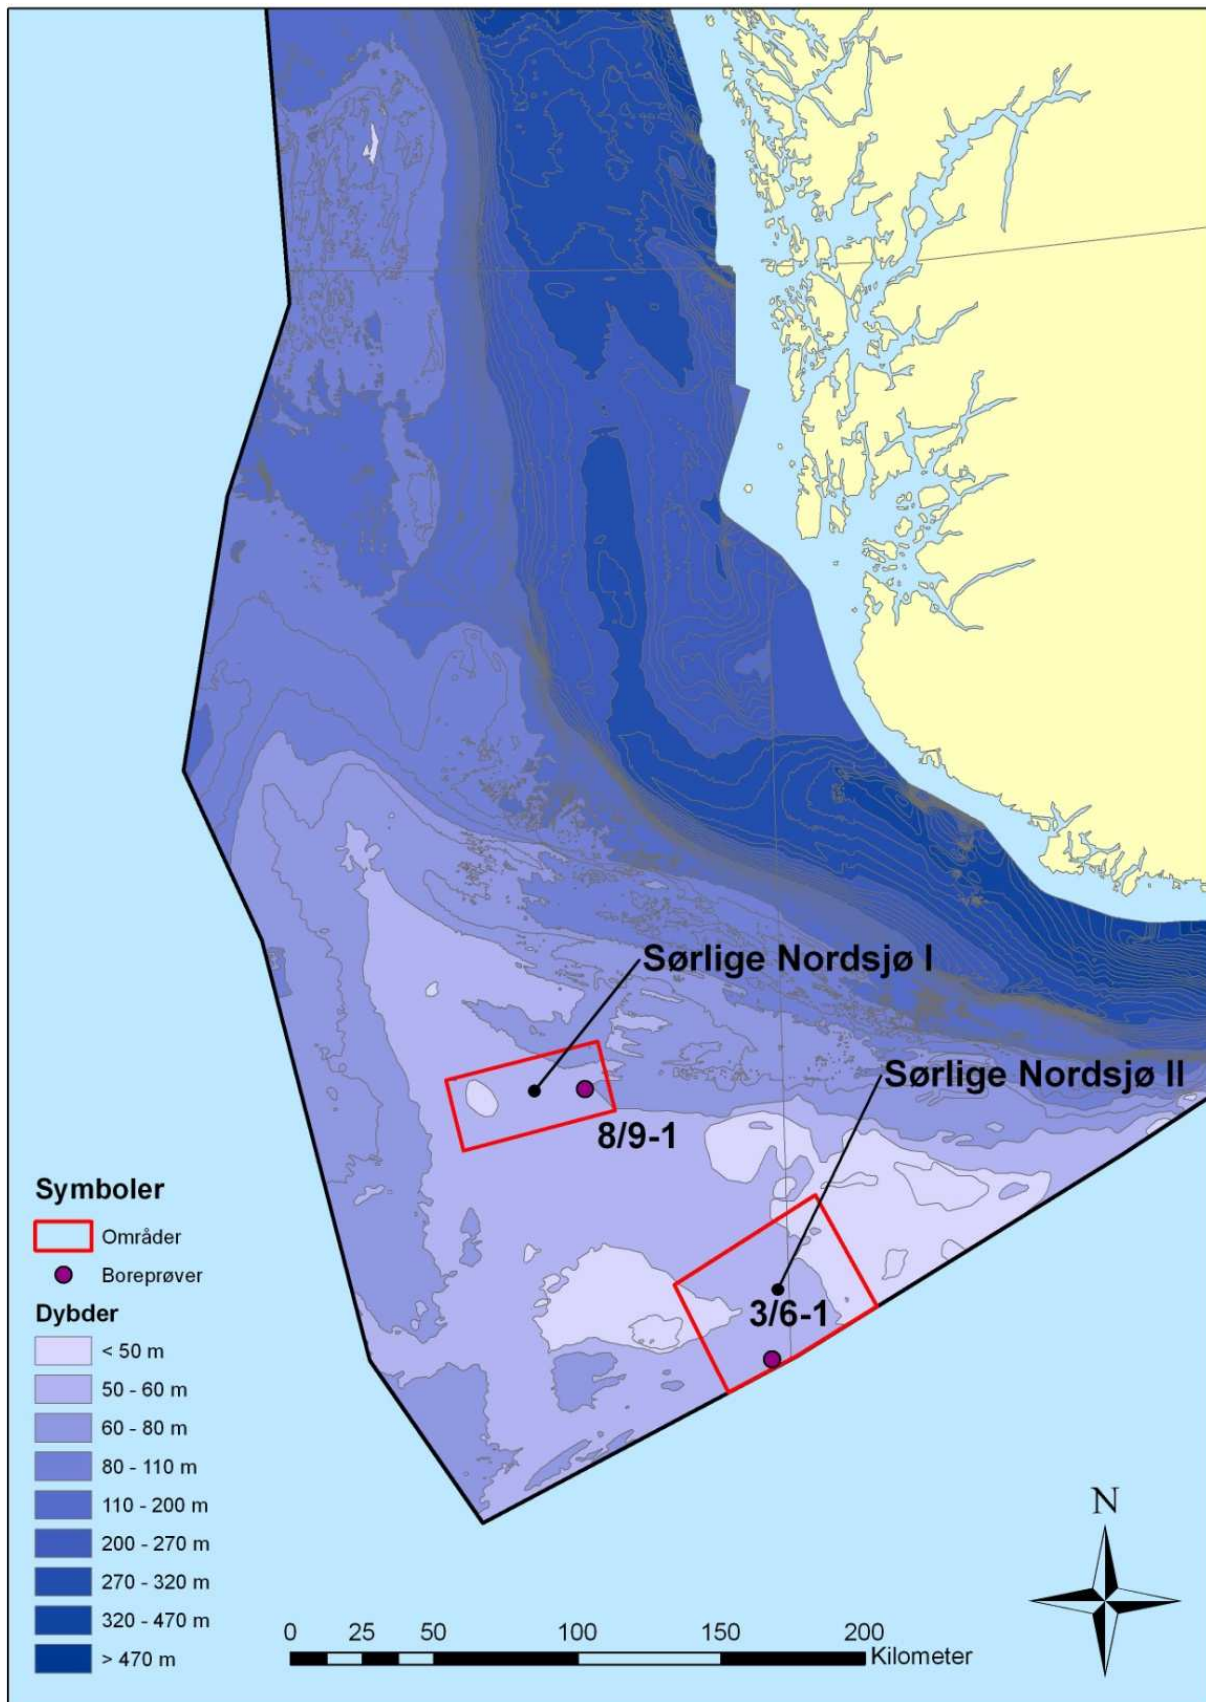 Sørlige Nordsjø I
Sørlige Nordsjø II
8/9-1
3/6-1
Symboler
Områder
Boreprøver
Dybder
< 50 m
50 - 60 m
60 - 80 m
80 - 110 m
110 - 200 m
200 - 270 m
270 - 320 m
320 - 470 m
> 470 m
N
0 25 50 100 150 200
Kilometer